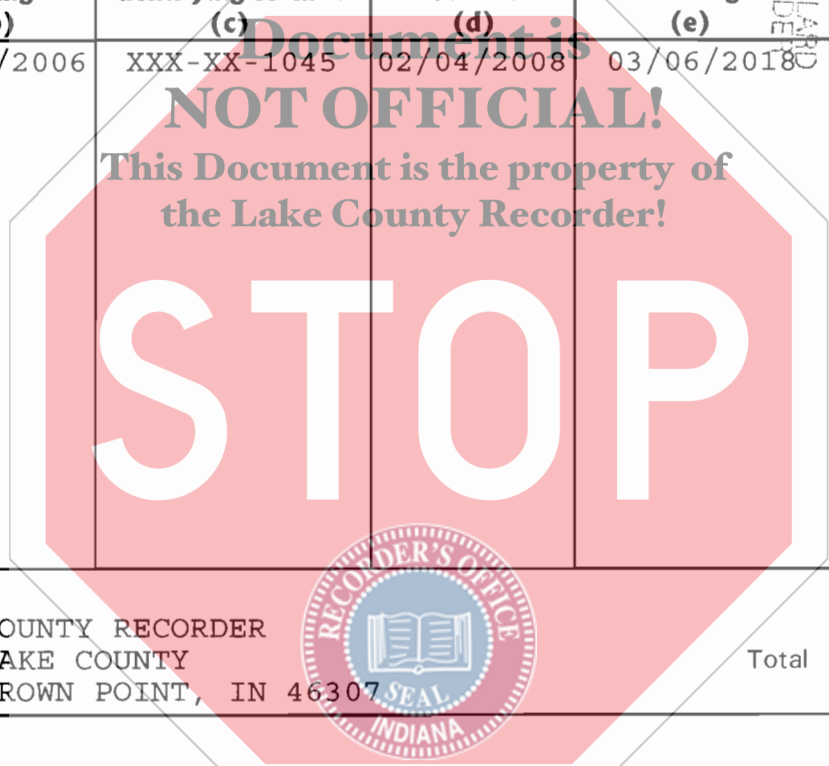 (c) (d) (e)
/2006 XXX-XX-1045 02/04/2008 03/06/2018
Document is
NOT OFFICIAL!
This Document is the property of
the Lake County Recorder!
STOP
RECORDER'S OFFICE
SEAL
INDIANA
OUNTY RECORDER
AKE COUNTY
ROWN POINT, IN 46307
Total